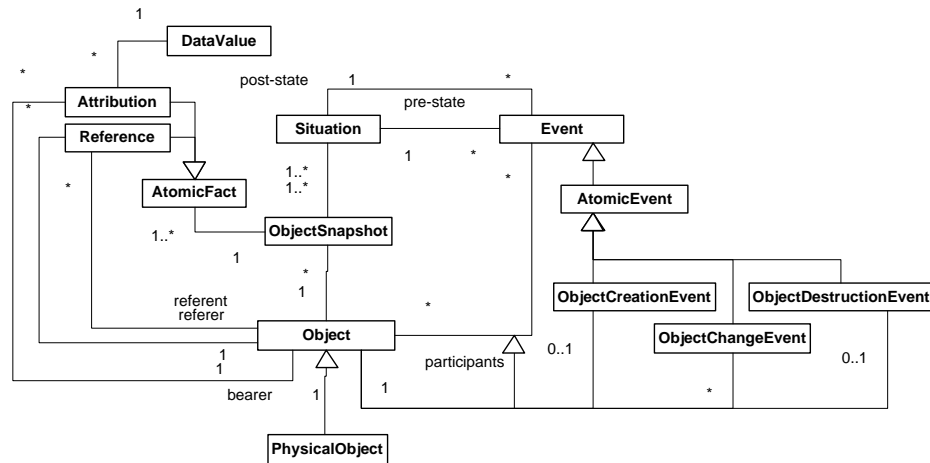 1
DataValue
*
*
post-state
1
*
Attribution
*
pre-state
Reference
Situation
Event
1
*
*
1..*
1..*
*
AtomicFact
AtomicEvent
1..*
1
ObjectSnapshot
*
1
ObjectCreationEvent
ObjectDestructionEvent
referent
referer
*
Object
ObjectChangeEvent
1
1
participants
0..1
0..1
bearer
1
1
*
PhysicalObject